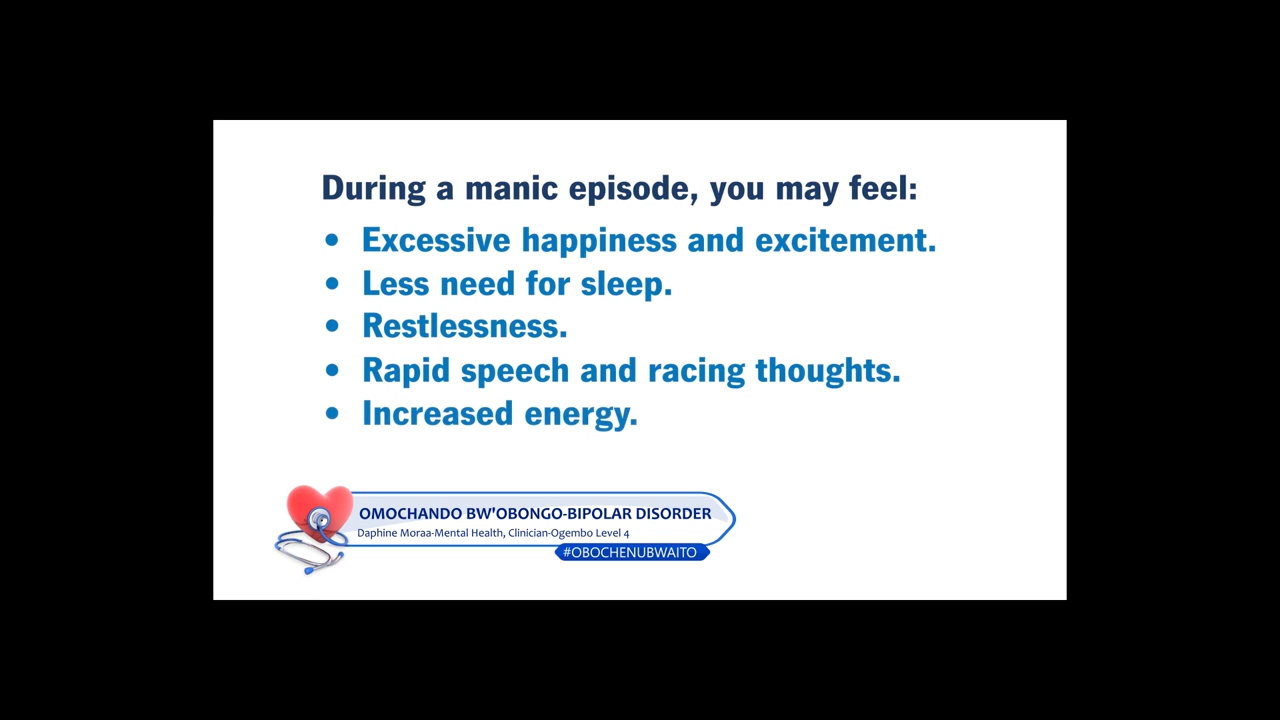 During a manic episode, you may feel:
• Excessive happiness and excitement.
• Less need for sleep.
• Restlessness.
• Rapid speech and racing thoughts.
• Increased energy.
OMOCHANDO BW'OBONGO-BIPOLAR DISORDER
Daphine Moraa-Mental Health, Clinician-Ogembo Level 4
#OBOCHENUBWAITO